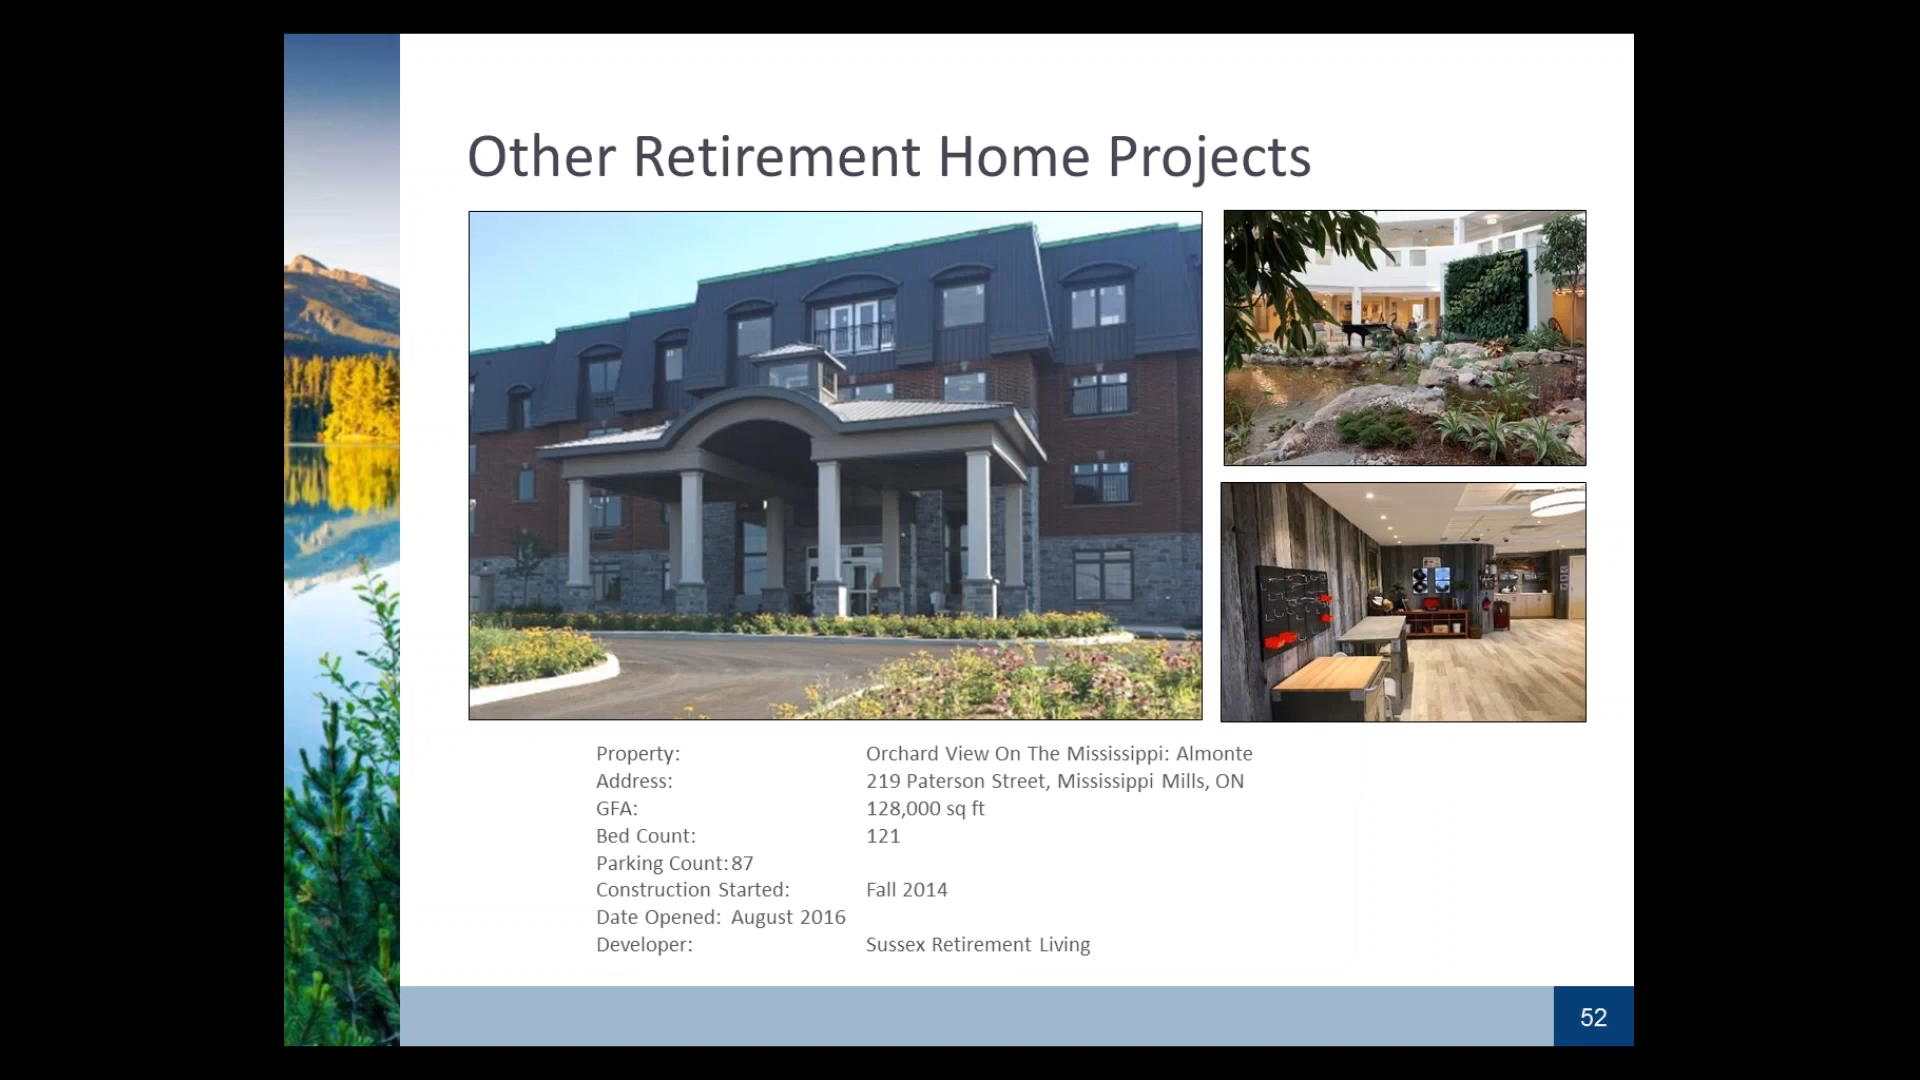 Other Retirement Home Projects
Property: Orchard View On The Mississippi: Almonte
Address: 219 Paterson Street, Mississippi Mills, ON
GFA: 128,000 sq ft
Bed Count: 121
Parking Count: 87
Construction Started: Fall 2014
Date Opened: August 2016
Developer: Sussex Retirement Living
52